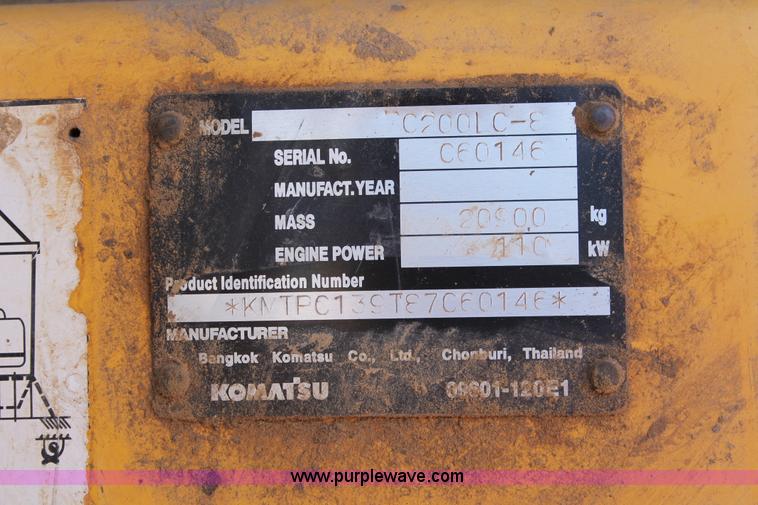 MODEL PC200LC-8
SERIAL No. C60146
MANUFACT. YEAR
MASS 20900 kg
ENGINE POWER 110 kW
Product Identification Number
*KMTPC139T87C60146*
MANUFACTURER
Bangkok Komatsu Co., Ltd., Chonburi, Thailand
KOMATSU 09601-120E1
www.purplewave.com